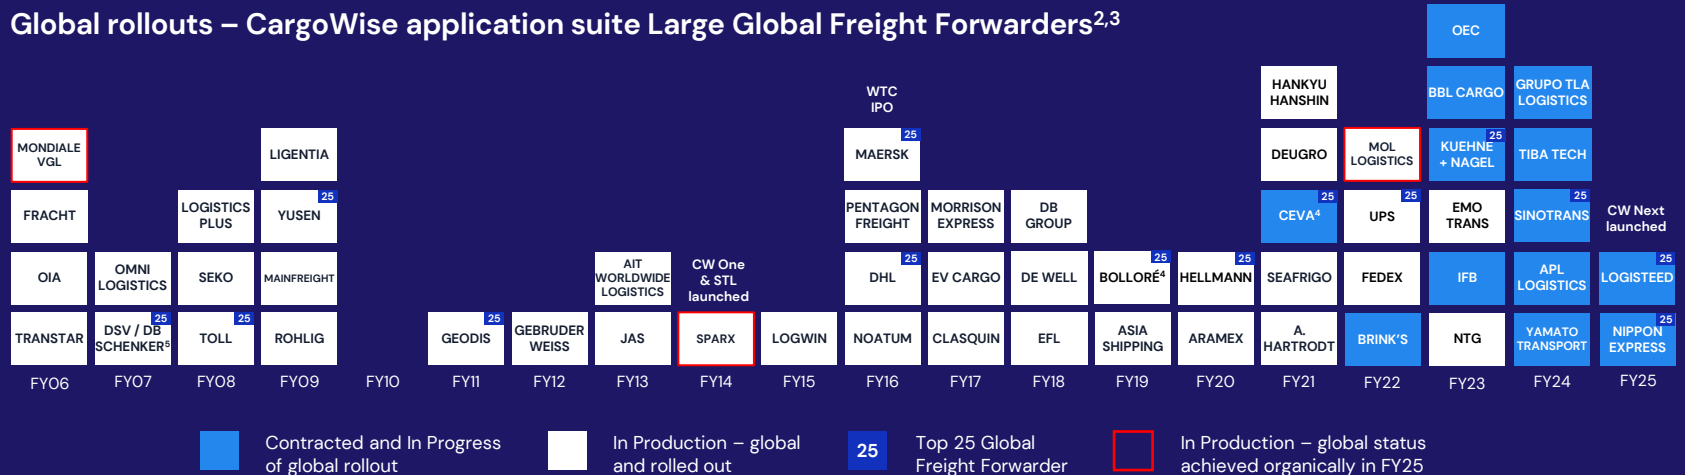 Global rollouts – CargoWise application suite Large Global Freight Forwarders2,3
MONDIALE
VGL
FRACHT
OIA
TRANSTAR
FY06
OMNI
LOGISTICS
25
DSV / DB
SCHENKER5
FY07
LOGISTICS
PLUS
SEKO
25
TOLL
FY08
LIGENTIA
25
YUSEN
MAINFREIGHT
ROHLIG
FY09
FY10
25
GEODIS
FY11
GEBRUDER
WEISS
FY12
AIT
WORLDWIDE
LOGISTICS
JAS
FY13
CW One
& STL
launched
SPARX
FY14
LOGWIN
FY15
WTC
IPO
25
MAERSK
PENTAGON
FREIGHT
25
DHL
NOATUM
FY16
MORRISON
EXPRESS
EV CARGO
CLASQUIN
FY17
DB
GROUP
DE WELL
EFL
FY18
25
BOLLORÉ4
ASIA
SHIPPING
FY19
25
HELLMANN
ARAMEX
FY20
HANKYU
HANSHIN
DEUGRO
25
CEVA4
SEAFRIGO
A.
HARTRODT
FY21
MOL
LOGISTICS
25
UPS
FEDEX
BRINK'S
FY22
OEC
BBL CARGO
25
KUEHNE
+ NAGEL
EMO
TRANS
IFB
NTG
FY23
GRUPO TLA
LOGISTICS
TIBA TECH
25
SINOTRANS
APL
LOGISTICS
YAMATO
TRANSPORT
FY24
CW Next
launched
25
LOGISTEED
25
NIPPON
EXPRESS
FY25
Contracted and In Progress
of global rollout
In Production – global
and rolled out
25
Top 25 Global
Freight Forwarder
In Production – global status
achieved organically in FY25